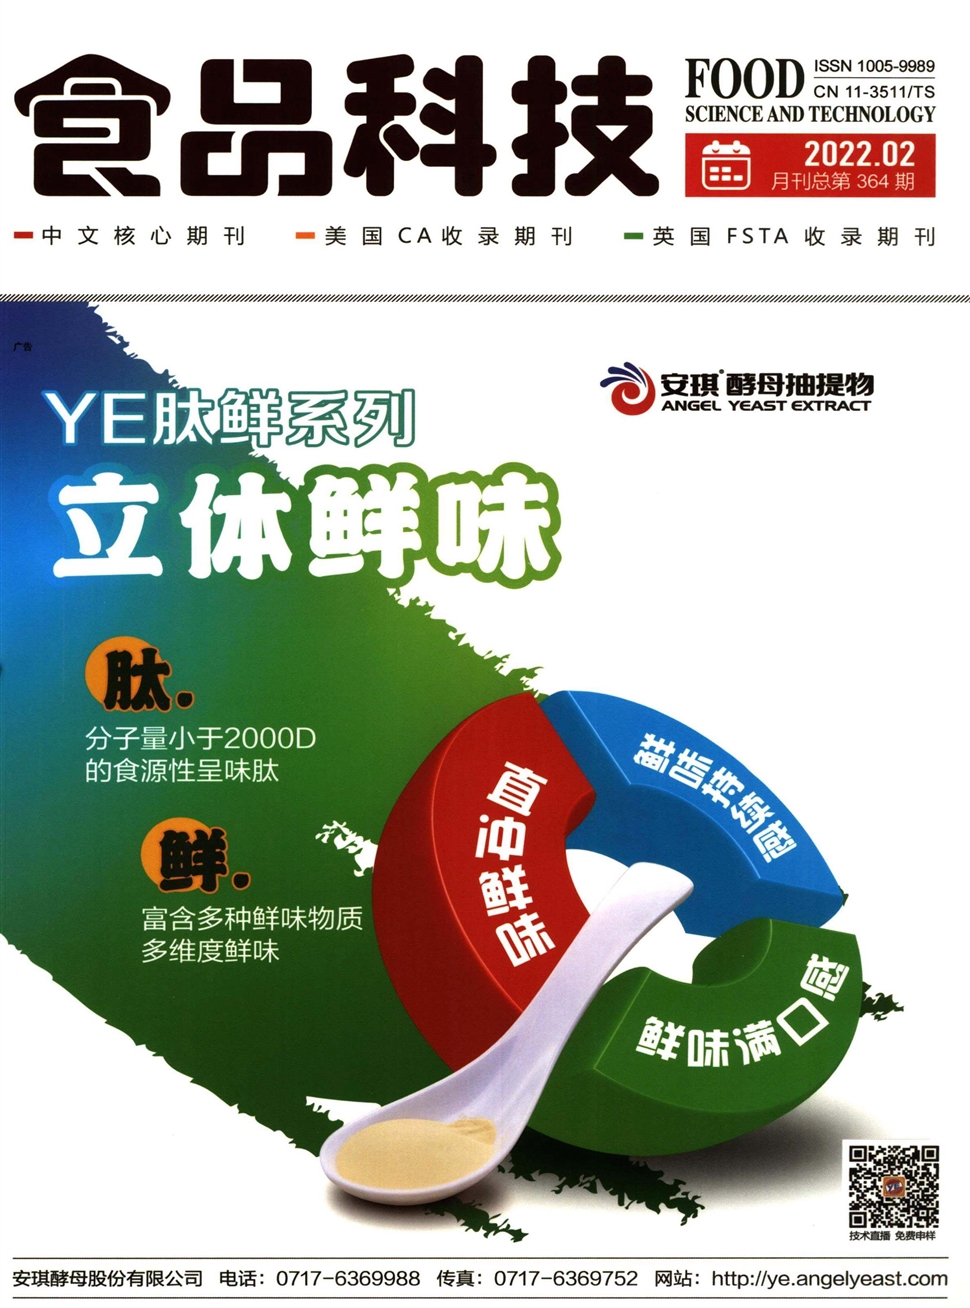 食品科技
FOOD
SCIENCE AND TECHNOLOGY
ISSN 1005-9989
CN 11-3511/TS
2022.02
月刊总第 364 期
中文核心期刊 美国CA收录期刊 英国FSTA收录期刊
广告
安琪®酵母抽提物
ANGEL YEAST EXTRACT
YE肽鲜系列
立体鲜味
肽.
分子量小于2000D
的食源性呈味肽
鲜.
富含多种鲜味物质
多维度鲜味
直冲鲜味
鲜味持续感
鲜味满口感
YE
技术直播 免费申样
安琪酵母股份有限公司 电话：0717-6369988 传真：0717-6369752 网站：http://ye.angelyeast.com